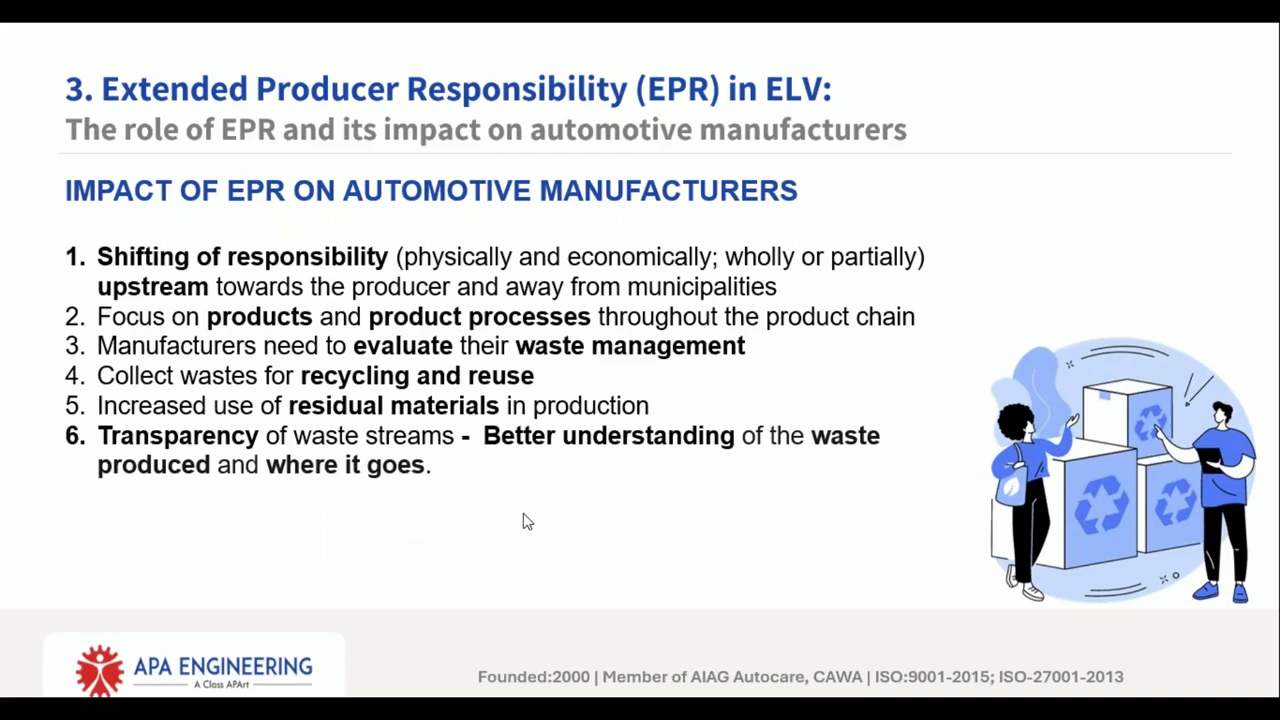 3. Extended Producer Responsibility (EPR) in ELV:
The role of EPR and its impact on automotive manufacturers
IMPACT OF EPR ON AUTOMOTIVE MANUFACTURERS
1. Shifting of responsibility (physically and economically; wholly or partially)
upstream towards the producer and away from municipalities
2. Focus on products and product processes throughout the product chain
3. Manufacturers need to evaluate their waste management
4. Collect wastes for recycling and reuse
5. Increased use of residual materials in production
6. Transparency of waste streams - Better understanding of the waste
produced and where it goes.
APA ENGINEERING
A Class APArt
Founded:2000 | Member of AIAG Autocare, CAWA | ISO:9001-2015; ISO-27001-2013